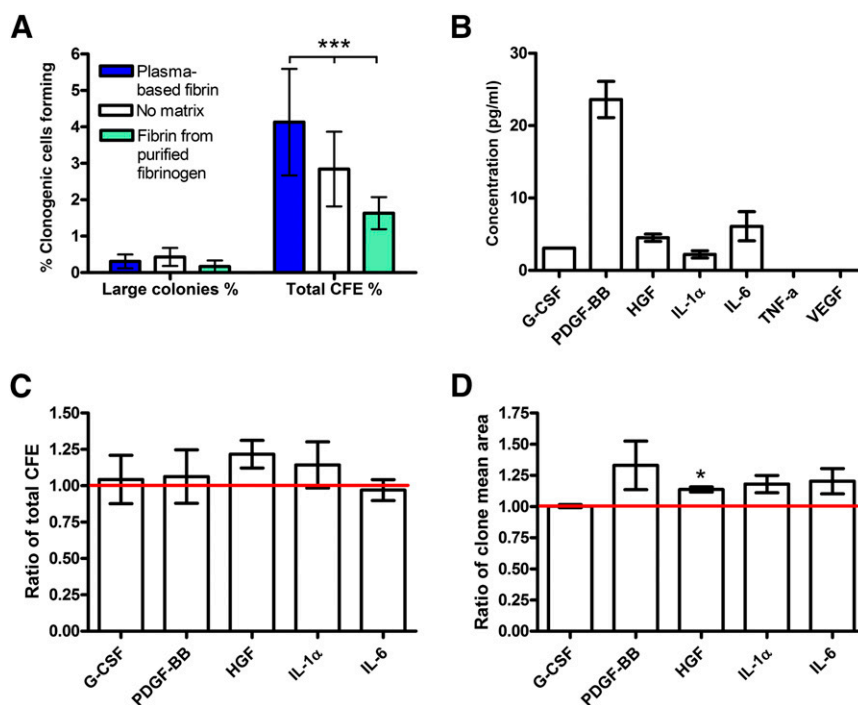 A
% Clonogenic cells forming
6
5
4
3
2
1
0
Plasma-
based fibrin
No matrix
Fibrin from
purified
fibrinogen
***
Large colonies %
Total CFE %
B
Concentration (pg/ml)
30
20
10
0
G-CSF
PDGF-BB
HGF
IL-1α
IL-6
TNF-a
VEGF
C
Ratio of total CFE
1.50
1.25
1.00
0.75
0.50
0.25
0.00
G-CSF
PDGF-BB
HGF
IL-1α
IL-6
D
Ratio of clone mean area
1.75
1.50
1.25
1.00
0.75
0.50
0.25
0.00
*
G-CSF
PDGF-BB
HGF
IL-1α
IL-6